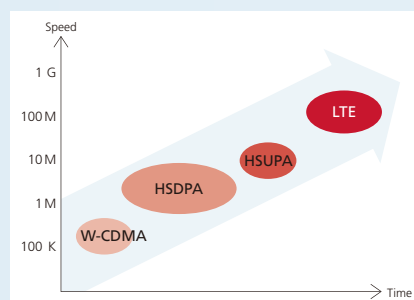 Speed
1 G
100 M
LTE
10 M
HSUPA
HSDPA
1 M
W-CDMA
100 K
Time